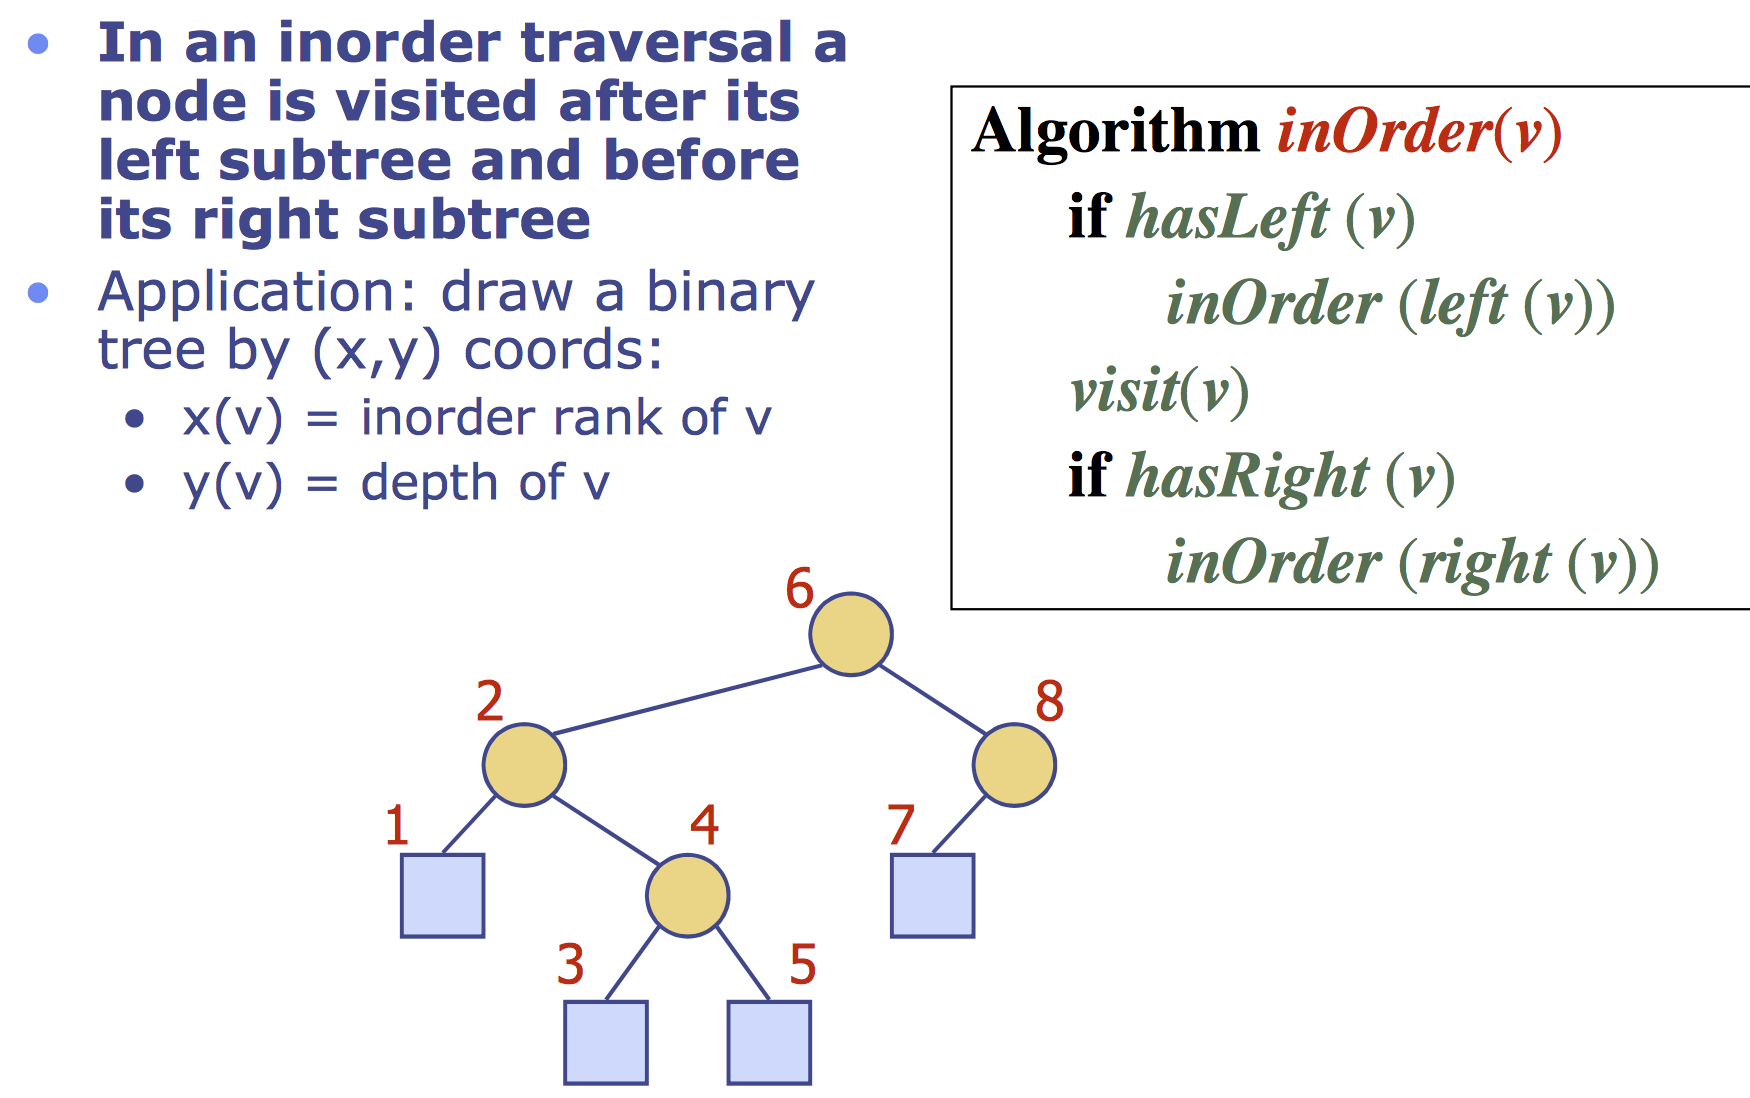 • In an inorder traversal a
node is visited after its
left subtree and before
its right subtree
• Application: draw a binary
tree by (x,y) coords:
• x(v) = inorder rank of v
• y(v) = depth of v
Algorithm inOrder(v)
if hasLeft (v)
inOrder (left (v))
visit(v)
if hasRight (v)
inOrder (right (v))
6
2
8
1
4
7
3
5